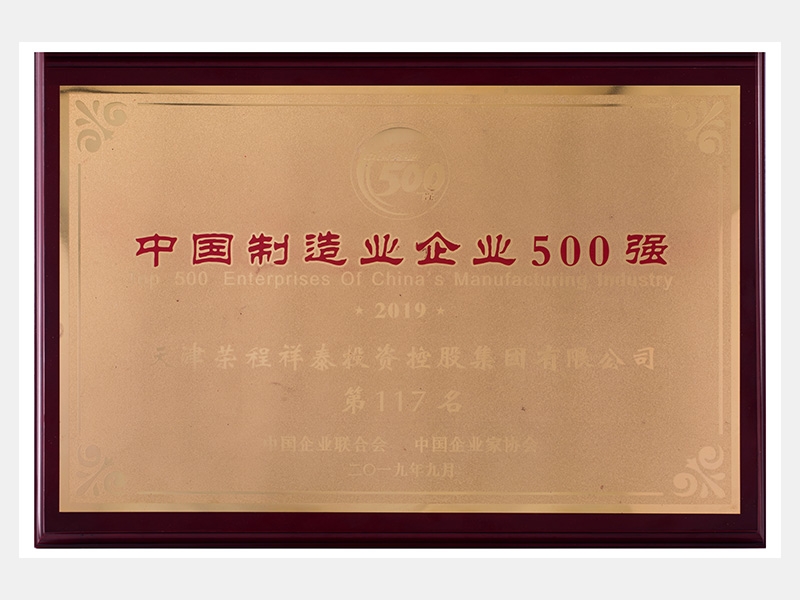 500
中国制造业企业500强
Top 500 Enterprises Of China's Manufacturing Industry
★ 2019 ★
天津荣程祥泰投资控股集团有限公司
第117名
中国企业联合会 中国企业家协会
二〇一九年九月